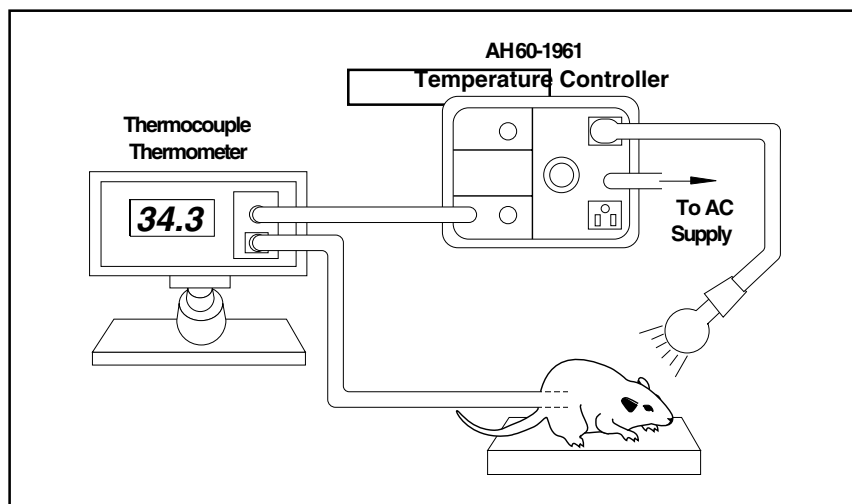 AH60-1961
Temperature Controller
Thermocouple
Thermometer
34.3
To AC
Supply